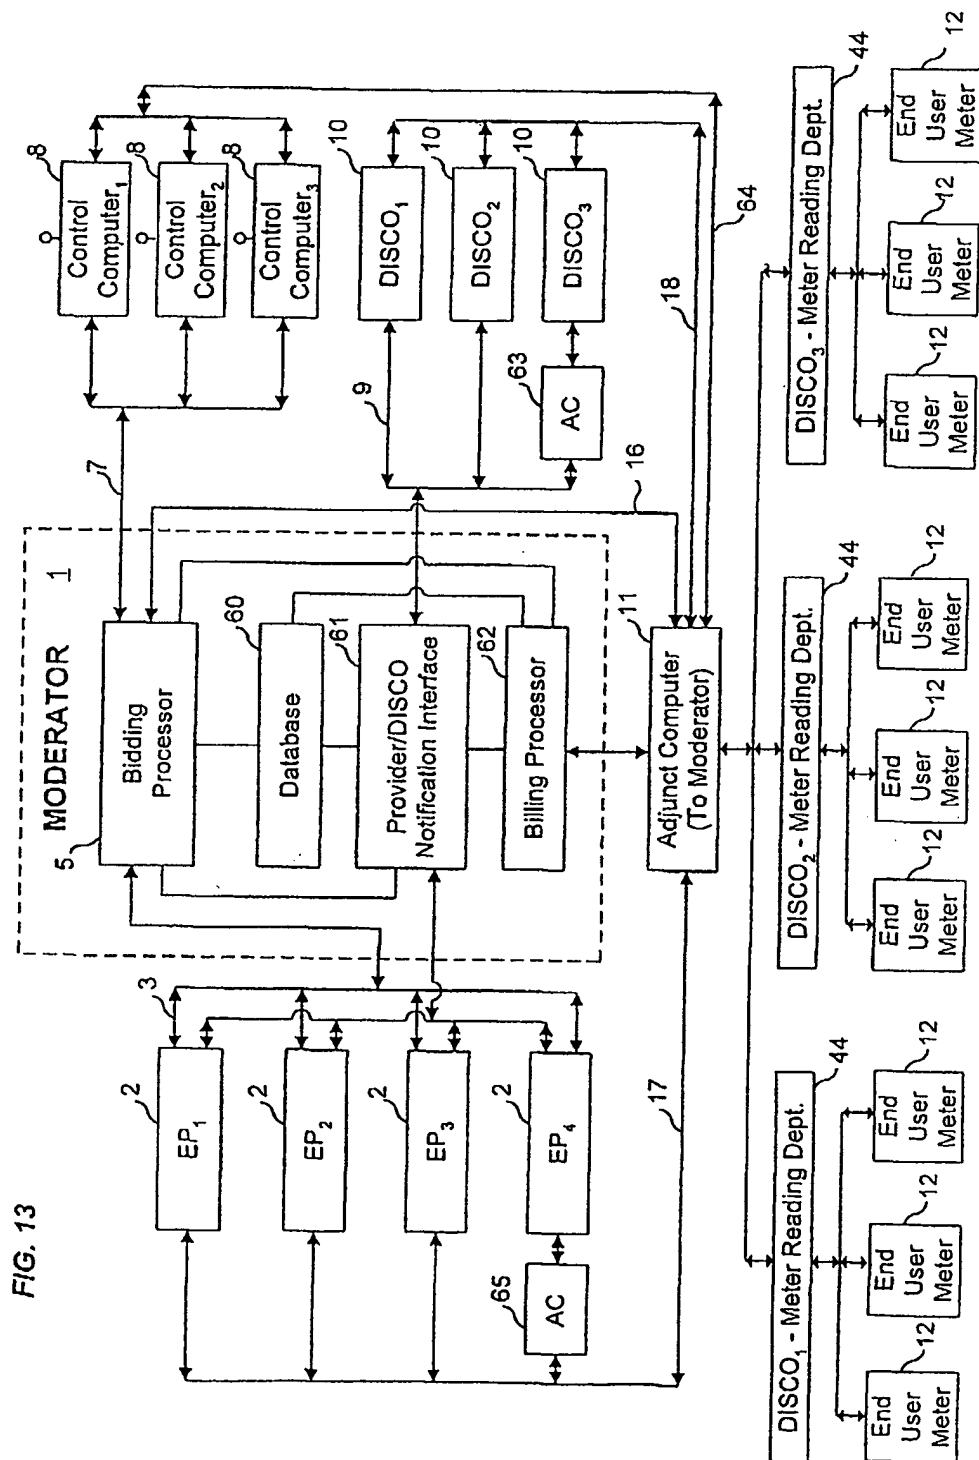 FIG. 13
MODERATOR
1
5
Bidding
Processor
60
Database
61
Provider/DISCO
Notification Interface
62
Billing Processor
3
2
EP₁
2
EP₂
2
EP₃
2
EP₄
65
AC
17
7
8
Control
Computer₁
8
Control
Computer₂
8
Control
Computer₃
9
10
DISCO₁
10
DISCO₂
10
DISCO₃
63
AC
16
18
64
11
Adjunct Computer
(To Moderator)
44
DISCO₁ - Meter Reading Dept.
12
End
User
Meter
12
End
User
Meter
12
End
User
Meter
44
DISCO₂ - Meter Reading Dept.
12
End
User
Meter
12
End
User
Meter
12
End
User
Meter
44
DISCO₃ - Meter Reading Dept.
12
End
User
Meter
12
End
User
Meter
12
End
User
Meter